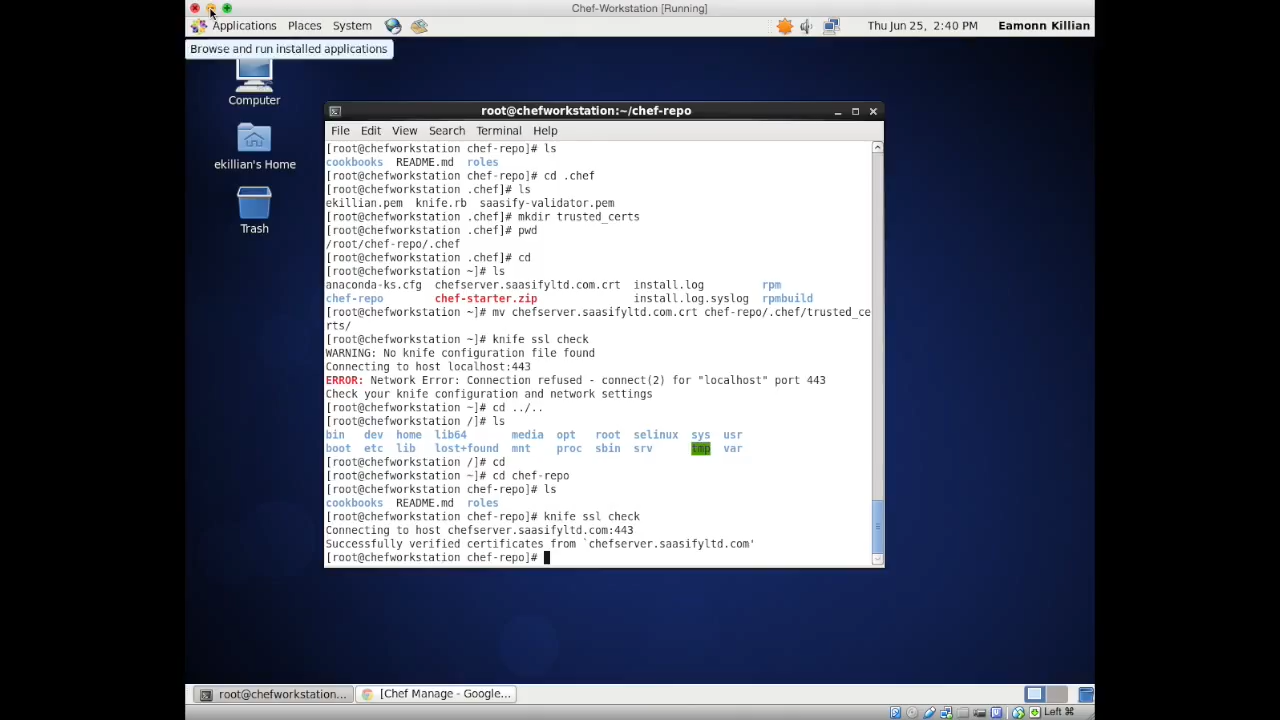 Chef-Workstation [Running]
Applications Places System Thu Jun 25, 2:40 PM Eamonn Killian
Browse and run installed applications
Computer
ekillian's Home
Trash
root@chefworkstation:~/chef-repo
File Edit View Search Terminal Help
[root@chefworkstation chef-repo]# ls
cookbooks README.md roles
[root@chefworkstation chef-repo]# cd .chef
[root@chefworkstation .chef]# ls
ekillian.pem knife.rb saasify-validator.pem
[root@chefworkstation .chef]# mkdir trusted_certs
[root@chefworkstation .chef]# pwd
/root/chef-repo/.chef
[root@chefworkstation .chef]# cd
[root@chefworkstation ~]# ls
anaconda-ks.cfg chefserver.saasifyltd.com.crt install.log rpm
chef-repo chef-starter.zip install.log.syslog rpmbuild
[root@chefworkstation ~]# mv chefserver.saasifyltd.com.crt chef-repo/.chef/trusted_ce
rts/
[root@chefworkstation ~]# knife ssl check
WARNING: No knife configuration file found
Connecting to host localhost:443
ERROR: Network Error: Connection refused - connect(2) for "localhost" port 443
Check your knife configuration and network settings
[root@chefworkstation ~]# cd ../..
[root@chefworkstation /]# ls
bin dev home lib64 media opt root selinux sys usr
boot etc lib lost+found mnt proc sbin srv tmp var
[root@chefworkstation /]# cd
[root@chefworkstation ~]# cd chef-repo
[root@chefworkstation chef-repo]# ls
cookbooks README.md roles
[root@chefworkstation chef-repo]# knife ssl check
Connecting to host chefserver.saasifyltd.com:443
Successfully verified certificates from `chefserver.saasifyltd.com'
[root@chefworkstation chef-repo]#
root@chefworkstation:... [Chef Manage - Google...
Left ⌘